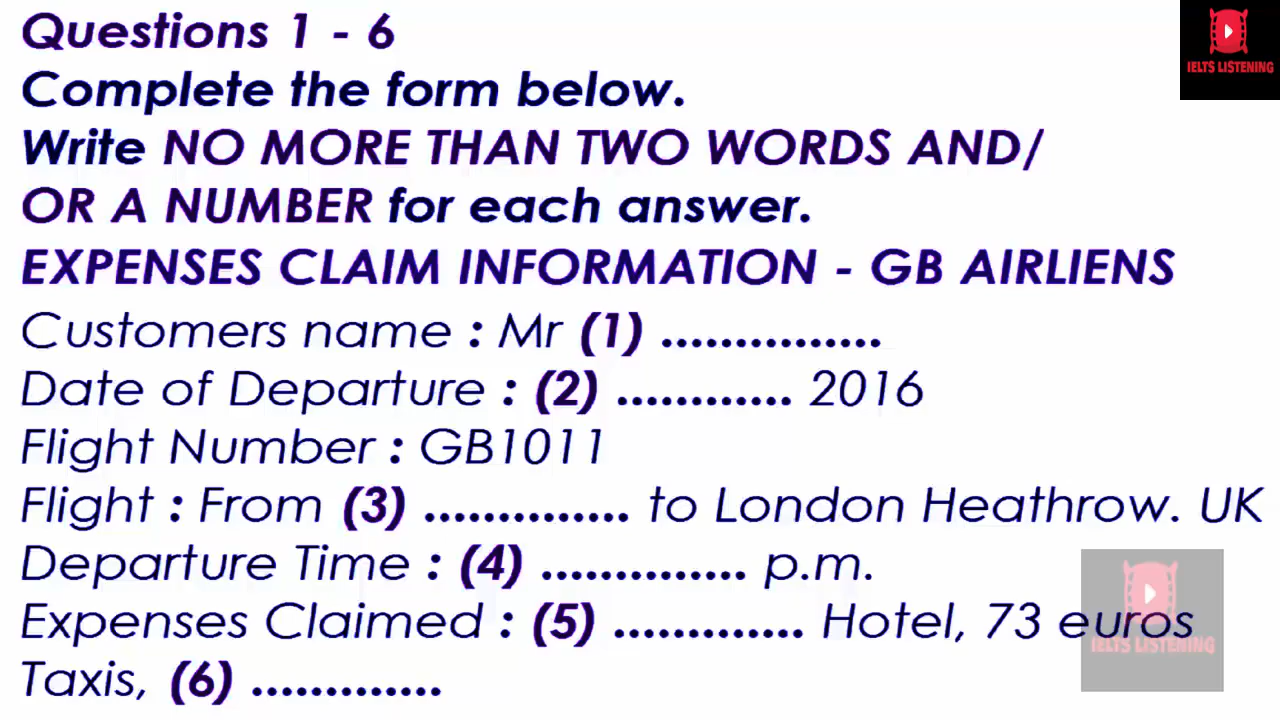 IELTS LISTENING
Questions 1 - 6
Complete the form below.
Write NO MORE THAN TWO WORDS AND/
OR A NUMBER for each answer.
EXPENSES CLAIM INFORMATION - GB AIRLIENS
Customers name : Mr (1) ...............
Date of Departure : (2) ............ 2016
Flight Number : GB1011
Flight : From (3) .............. to London Heathrow. UK
Departure Time : (4) .............. p.m.
Expenses Claimed : (5) ............. Hotel, 73 euros
Taxis, (6) .............
IELTS LISTENING